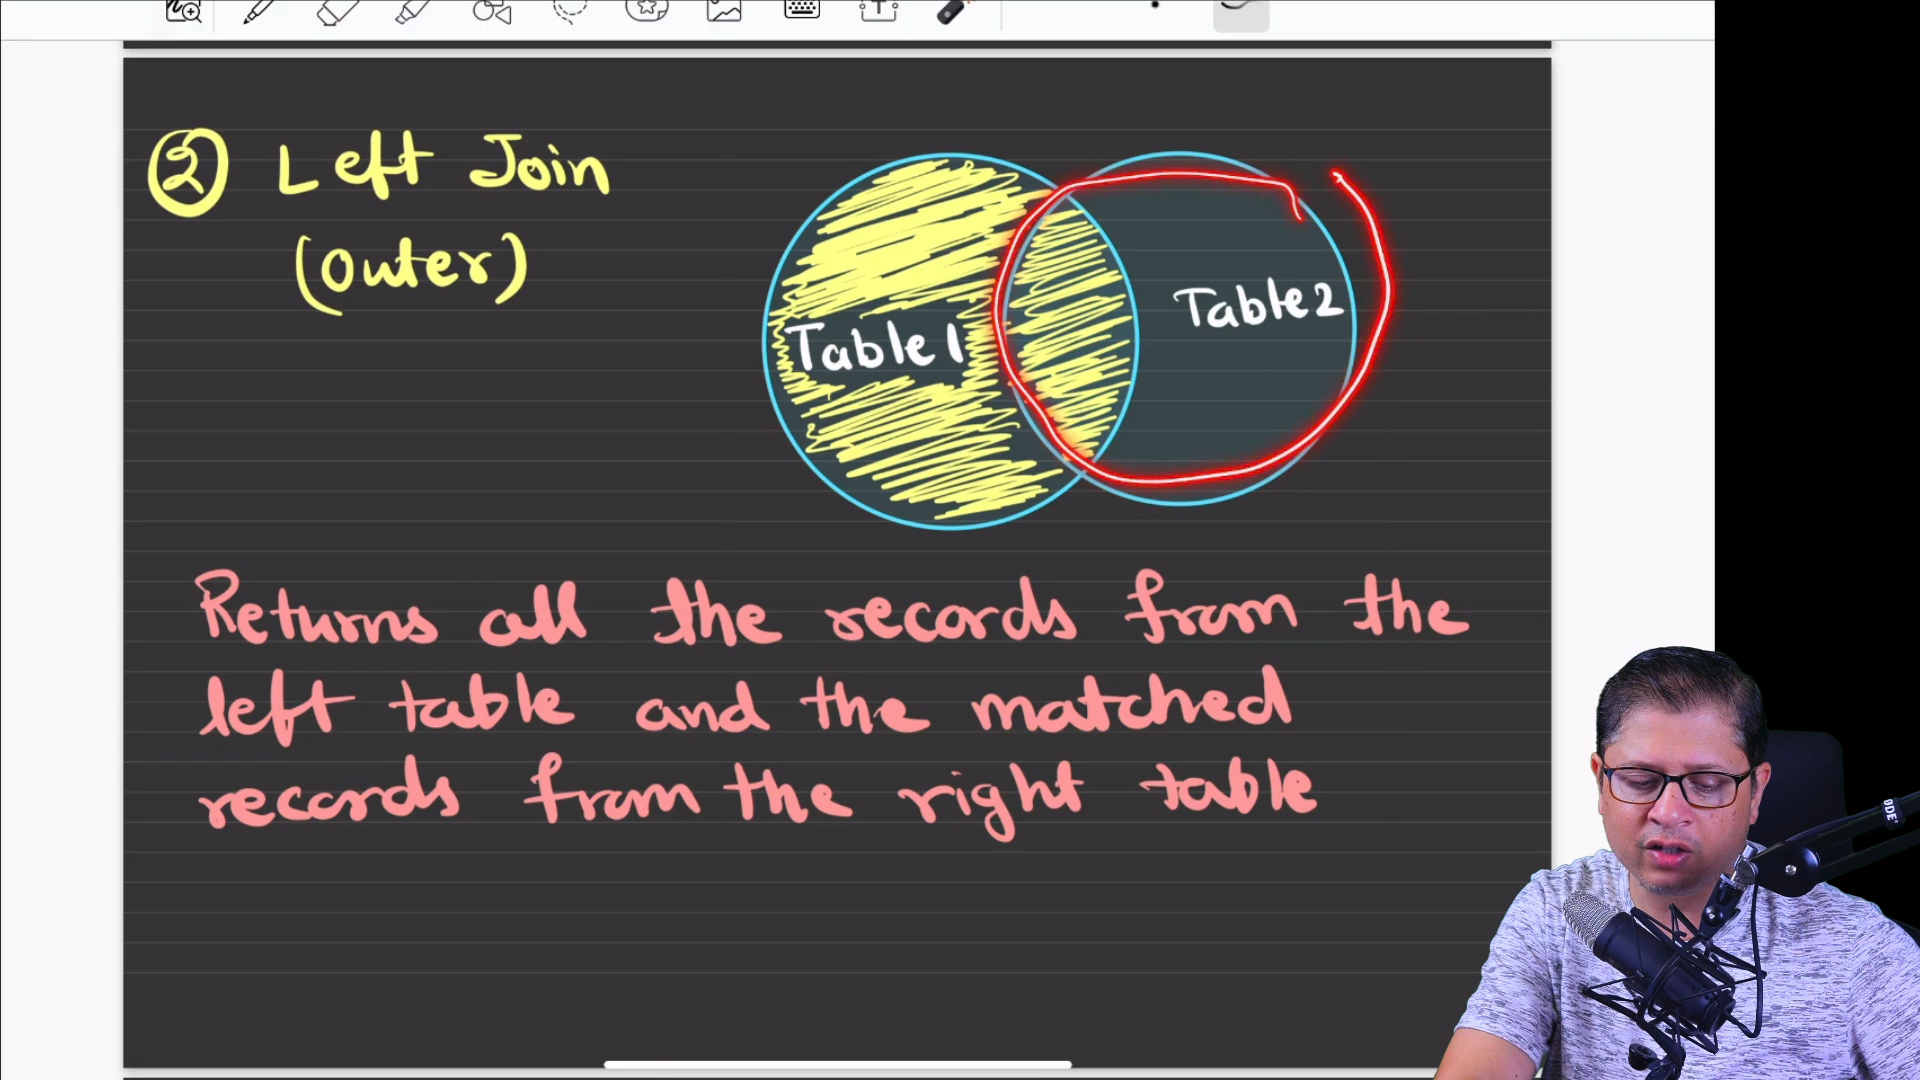 ② Left Join
(outer)
Table 1
Table 2
Returns all the records from the
left table and the matched
records from the right table